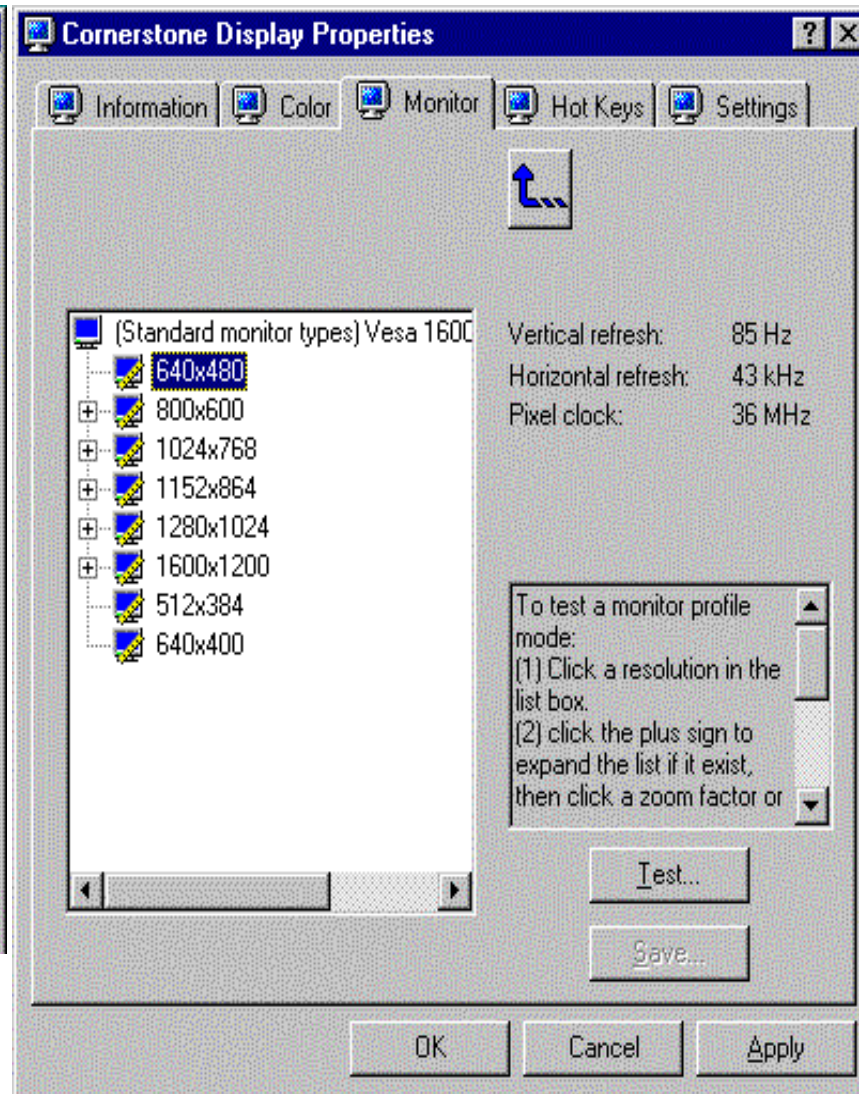 Cornerstone Display Properties
Information Color Monitor Hot Keys Settings
(Standard monitor types) Vesa 1600
640x480
800x600
1024x768
1152x864
1280x1024
1600x1200
512x384
640x400
Vertical refresh: 85 Hz
Horizontal refresh: 43 kHz
Pixel clock: 36 MHz
To test a monitor profile
mode:
(1) Click a resolution in the
list box.
(2) click the plus sign to
expand the list if it exist,
then click a zoom factor or
Test...
Save...
OK Cancel Apply